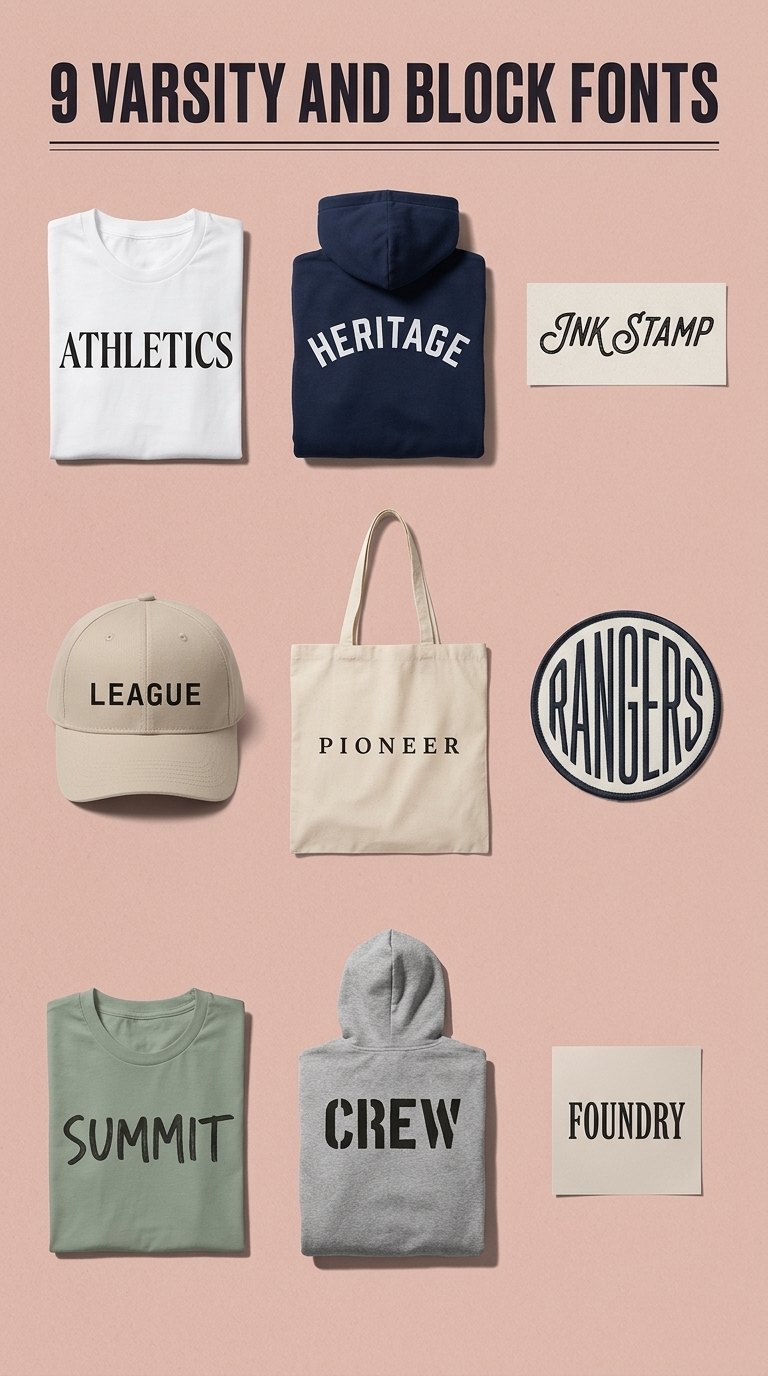 9 VARSITY AND BLOCK FONTS
ATHLETICS
HERITAGE
INK STAMP
LEAGUE
PIONEER
RANGERS
SUMMIT
CREW
FOUNDRY